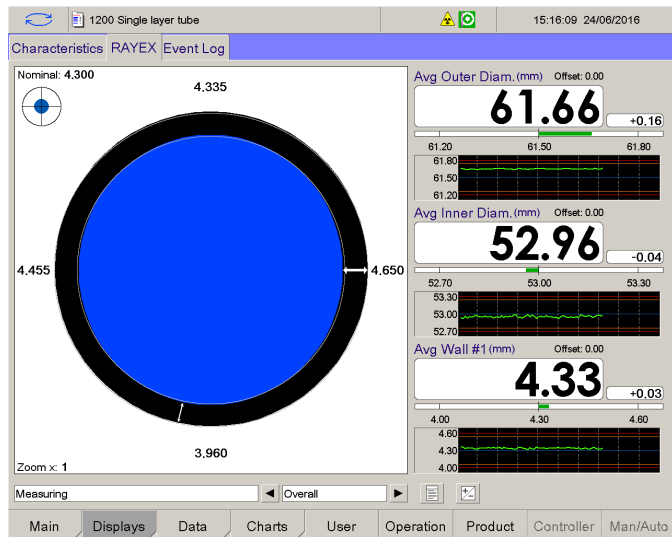 1200 Single layer tube
15:16:09 24/06/2016
Characteristics RAYEX Event Log
Nominal: 4.300
4.335
4.455
4.650
3.960
Zoom x: 1
Avg Outer Diam. (mm) Offset: 0.00
61.66
+0.16
61.20 61.50 61.80
61.80
61.50
61.20
Avg Inner Diam. (mm) Offset: 0.00
52.96
-0.04
52.70 53.00 53.30
53.30
53.00
52.70
Avg Wall #1 (mm) Offset: 0.00
4.33
+0.03
4.00 4.30 4.60
4.60
4.30
4.00
Measuring Overall
Main Displays Data Charts User Operation Product Controller Man/Auto